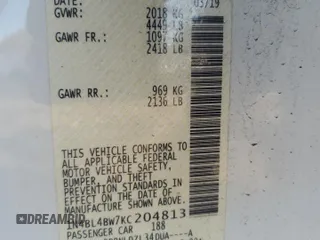 03/19
GVWR: 2018 KG
4449 LB
GAWR FR.: 1097 KG
2418 LB
GAWR RR.: 969 KG
2136 LB
THIS VEHICLE CONFORMS TO
ALL APPLICABLE FEDERAL
MOTOR VEHICLE SAFETY,
BUMPER, AND THEFT
PREVENTION STANDARDS
IN EFFECT ON THE DATE OF
MANUFACTURE SHOWN ABOVE.
1N4BL4BW7KC204813
PASSENGER CAR 188
DREAMBID